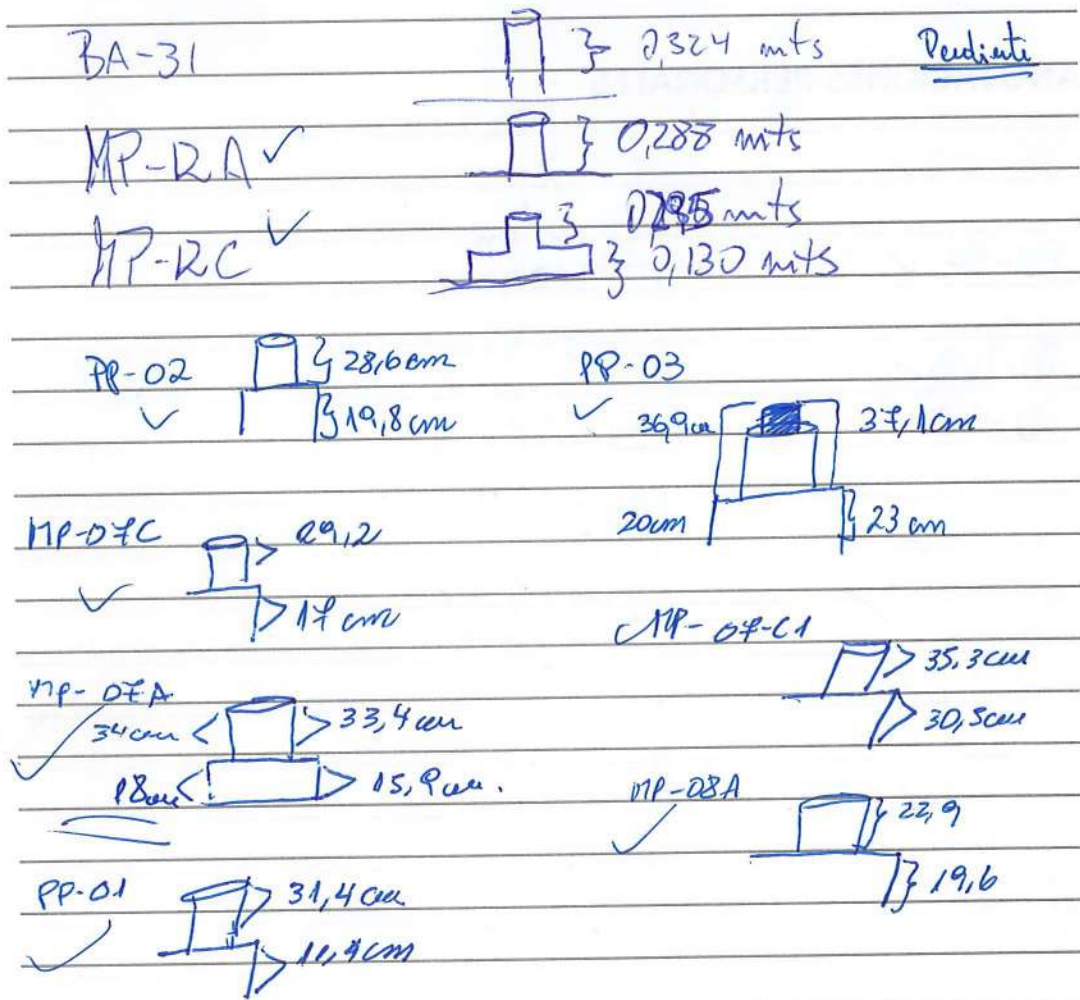 BA-31 0,324 mts Pendiente
MP-RA ✓ 0,288 mts
MP-RC ✓ mts
0,130 mts
PP-02 ✓ 28,6 cm
19,8 cm
PP-03 ✓ 36,9 cm 37,1 cm
20 cm 23 cm
MP-07C ✓ 29,2
17 cm
MP-07-C1 35,3 cm
30,5 cm
MP-07A ✓ 34 cm 33,4 cm
18 cm 15,9 cm.
MP-08A ✓ 22,9
19,6
PP-01 ✓ 31,4 cm
cm